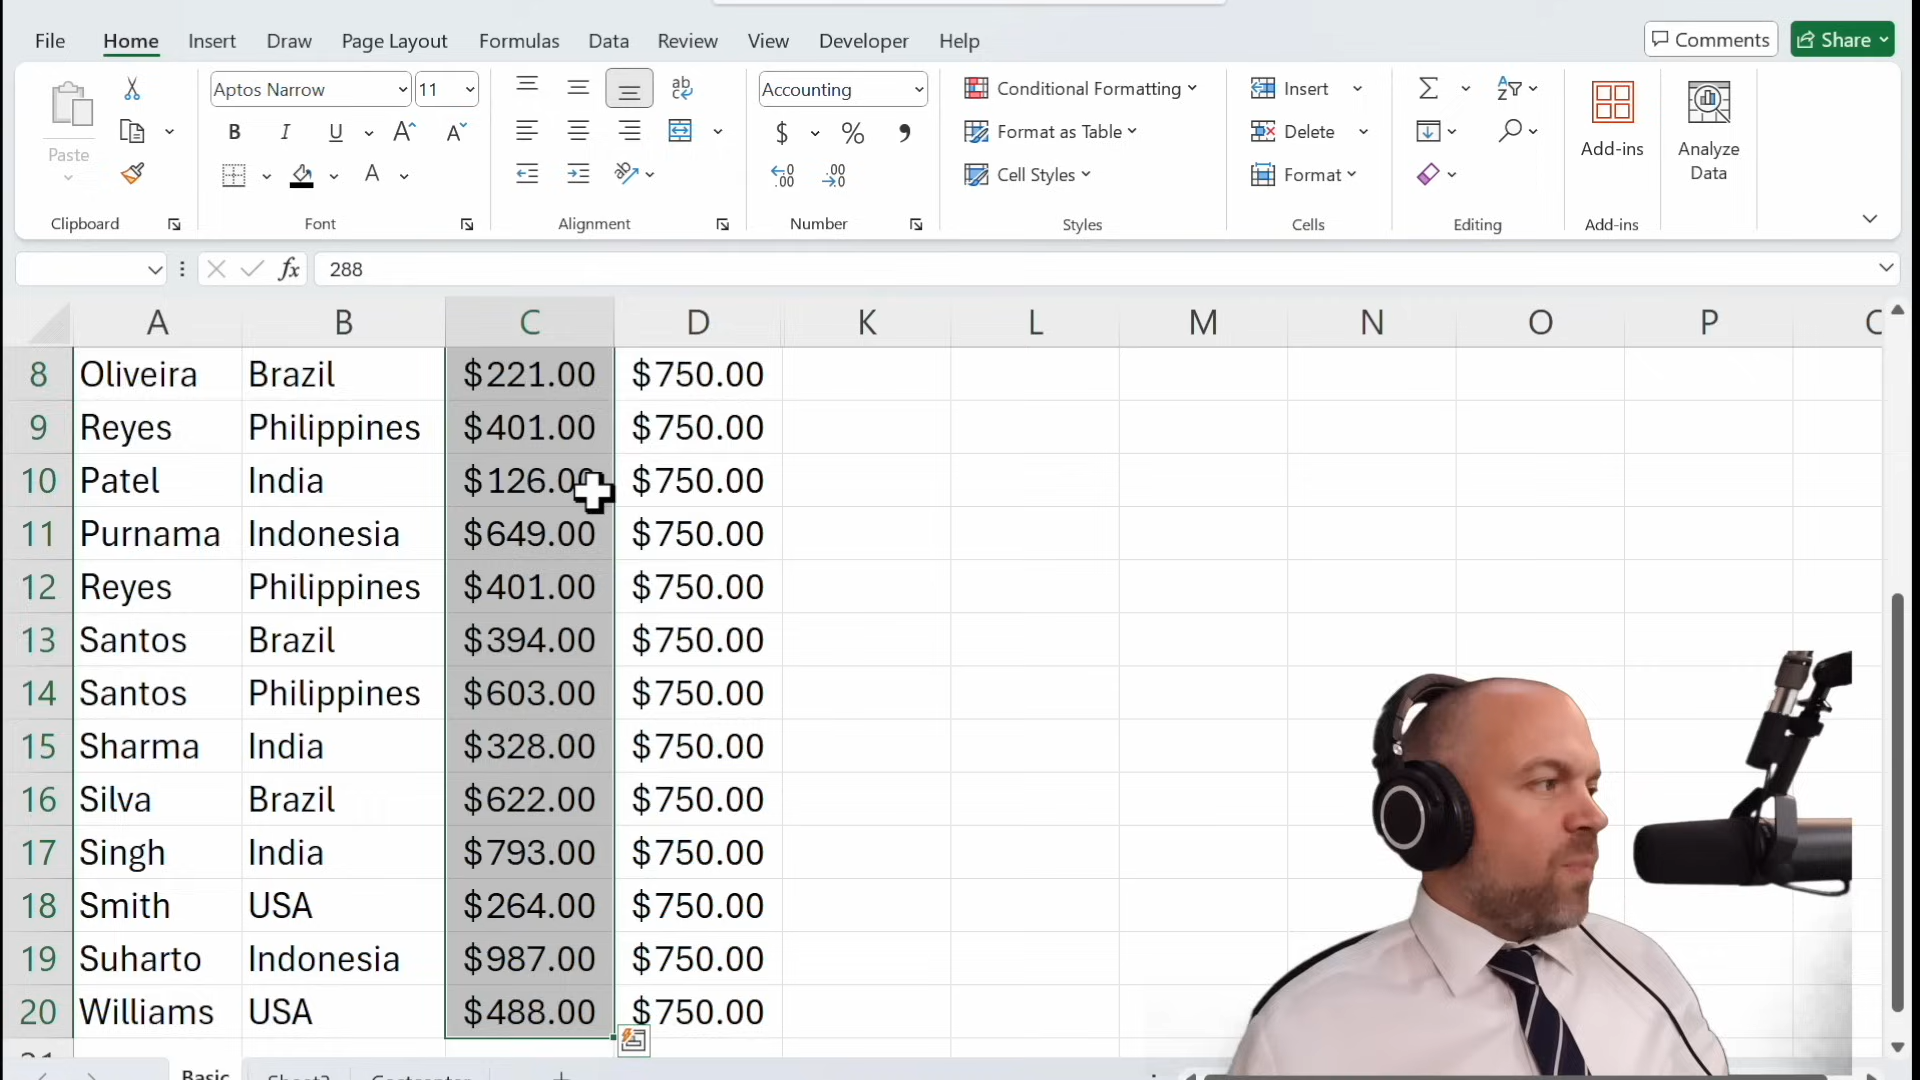 File Home Insert Draw Page Layout Formulas Data Review View Developer Help Comments Share
Aptos Narrow 11 ab c Accounting Conditional Formatting Insert Σ A Z
Paste B I U A A $ % , Format as Table Delete Add-ins Analyze Data
A .00 .00 Cell Styles Format
Clipboard Font Alignment Number Styles Cells Editing Add-ins
fx 288
A B C D K L M N O P
8 Oliveira Brazil $221.00 $750.00
9 Reyes Philippines $401.00 $750.00
10 Patel India $126.0 $750.00
11 Purnama Indonesia $649.00 $750.00
12 Reyes Philippines $401.00 $750.00
13 Santos Brazil $394.00 $750.00
14 Santos Philippines $603.00 $750.00
15 Sharma India $328.00 $750.00
16 Silva Brazil $622.00 $750.00
17 Singh India $793.00 $750.00
18 Smith USA $264.00 $750.00
19 Suharto Indonesia $987.00 $750.00
20 Williams USA $488.00 $750.00
Basic